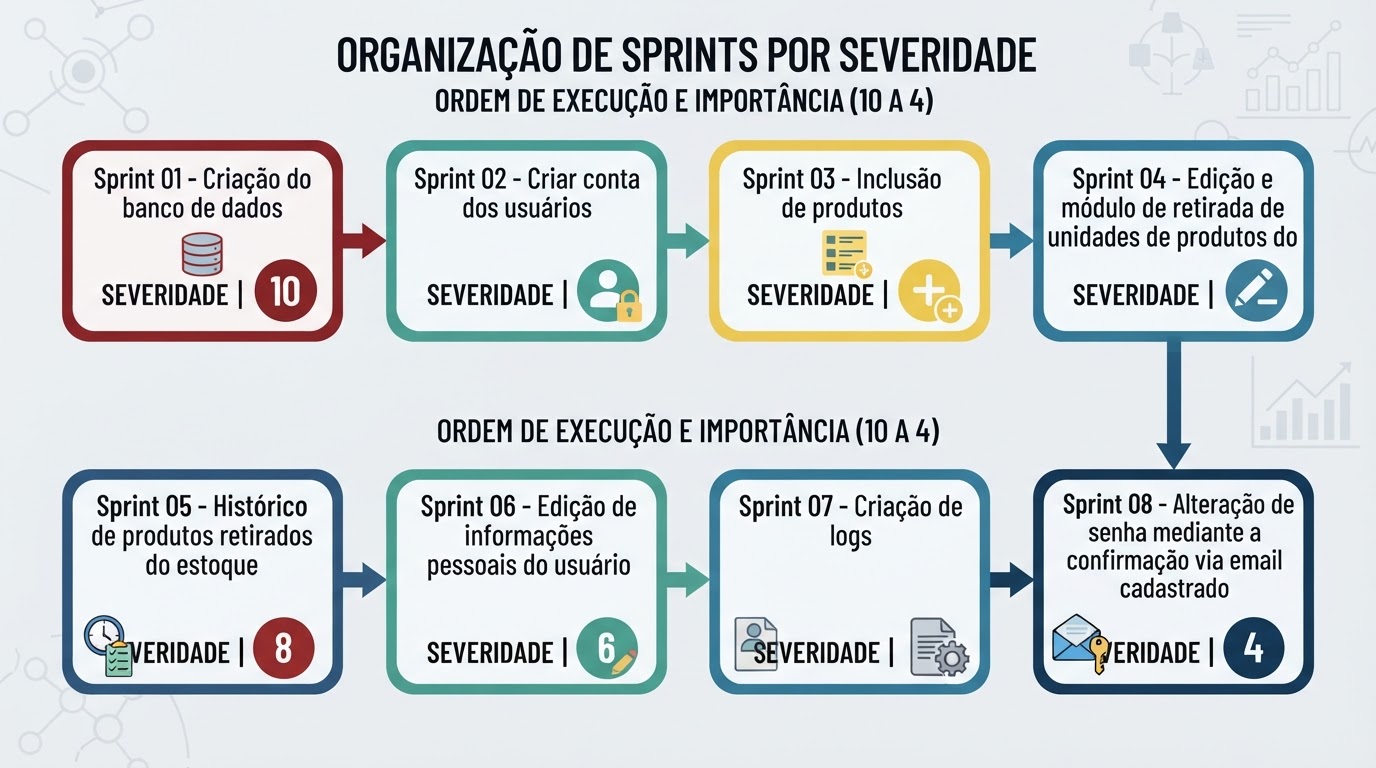 ORGANIZAÇÃO DE SPRINTS POR SEVERIDADE
ORDEM DE EXECUÇÃO E IMPORTÂNCIA (10 A 4)
Sprint 01 - Criação do
banco de dados
SEVERIDADE | 10
Sprint 02 - Criar conta
dos usuários
SEVERIDADE |
Sprint 03 - Inclusão
de produtos
SEVERIDADE |
Sprint 04 - Edição e
módulo de retirada de
unidades de produtos do
SEVERIDADE |
ORDEM DE EXECUÇÃO E IMPORTÂNCIA (10 A 4)
Sprint 05 - Histórico
de produtos retirados
do estoque
VERIDADE | 8
Sprint 06 - Edição de
informações
pessoais do usuário
SEVERIDADE | 6
Sprint 07 - Criação de
logs
SEVERIDADE |
Sprint 08 - Alteração de
senha mediante a
confirmação via email
cadastrado
VERIDADE | 4